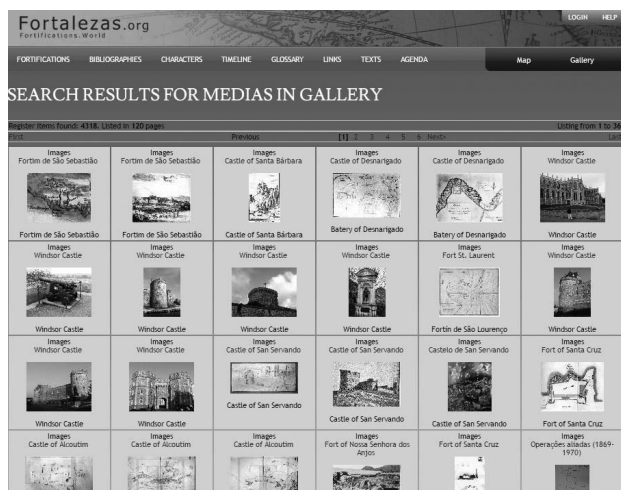 Fortalezas.org
Fortifications.World
LOGIN HELP
FORTIFICATIONS BIBLIOGRAPHIES CHARACTERS TIMELINE GLOSSARY LINKS TEXTS AGENDA Map Gallery
SEARCH RESULTS FOR MEDIAS IN GALLERY
Register items found: 4318. Listed in 120 pages Listing from 1 to 36
First Previous [1] 2 3 4 5 6 Next> Last
Images Images Images Images Images Images
Fortim de São Sebastião Fortim de São Sebastião Castle of Santa Bárbara Castle of Desnarigado Castle of Desnarigado Windsor Castle
Fortim de São Sebastião Fortim de São Sebastião Castle of Santa Bárbara Batery of Desnarigado Batery of Desnarigado Windsor Castle
Images Images Images Images Images Images
Windsor Castle Windsor Castle Windsor Castle Windsor Castle Fort St. Laurent Windsor Castle
Windsor Castle Windsor Castle Windsor Castle Windsor Castle Fortín de São Lourenço Windsor Castle
Images Images Images Images Images Images
Windsor Castle Windsor Castle Castle of San Servando Castle of San Servando Castelo de San Servando Fort of Santa Cruz
Windsor Castle Windsor Castle Castle of San Servando Castle of San Servando Castle of San Servando Fort of Santa Cruz
Images Images Images Images Images Images
Castle of Alcoutim Castle of Alcoutim Castle of Alcoutim Fort of Nossa Senhora dos Anjos Fort of Santa Cruz Operações aliadas (1869-1970)